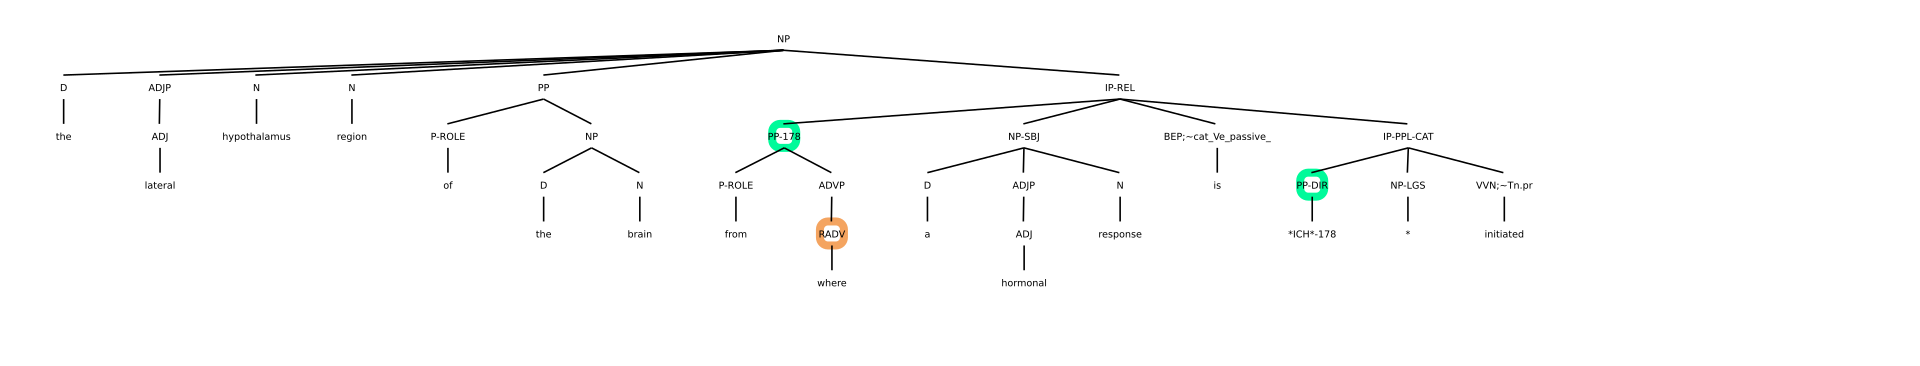 NP
D ADJP N N PP IP-REL
the ADJ hypothalamus region P-ROLE NP PP-178 NP-SBJ BEP;~cat_Ve_passive_ IP-PPL-CAT
lateral of D N P-ROLE ADVP D ADJP N is PP-DIR NP-LGS VVN;~Tn.pr
the brain from RADV a ADJ response *ICH*-178 * initiated
where hormonal